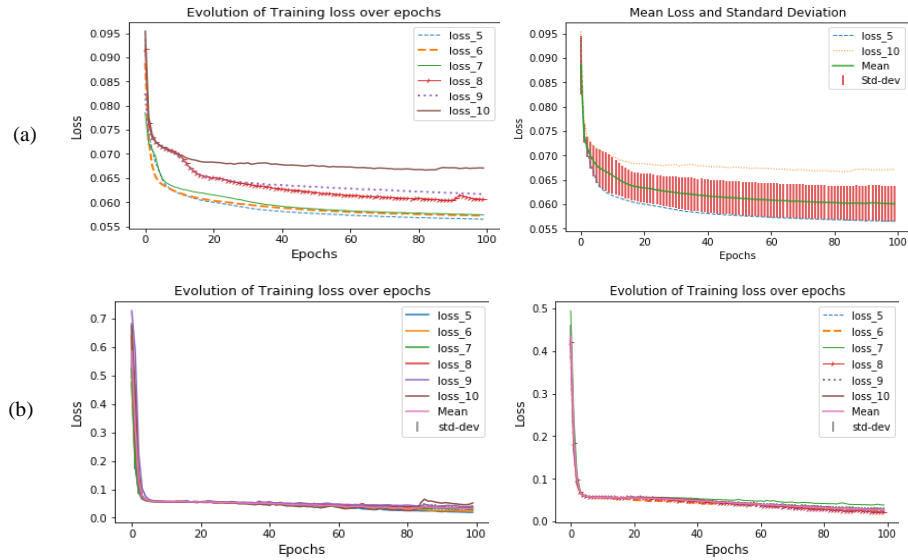 (a)
Evolution of Training loss over epochs
0.095
0.090
0.085
0.080
0.075
0.070
0.065
0.060
0.055
Loss
0 20 40 60 80 100
Epochs
loss_5
loss_6
loss_7
loss_8
loss_9
loss_10
Mean Loss and Standard Deviation
0.095
0.090
0.085
0.080
0.075
0.070
0.065
0.060
0.055
Loss
0 20 40 60 80 100
Epochs
loss_5
loss_10
Mean
Std-dev
(b)
Evolution of Training loss over epochs
0.7
0.6
0.5
0.4
0.3
0.2
0.1
0.0
Loss
0 20 40 60 80 100
Epochs
loss_5
loss_6
loss_7
loss_8
loss_9
loss_10
Mean
std-dev
Evolution of Training loss over epochs
0.5
0.4
0.3
0.2
0.1
0.0
Loss
0 20 40 60 80 100
Epochs
loss_5
loss_6
loss_7
loss_8
loss_9
loss_10
Mean
std-dev